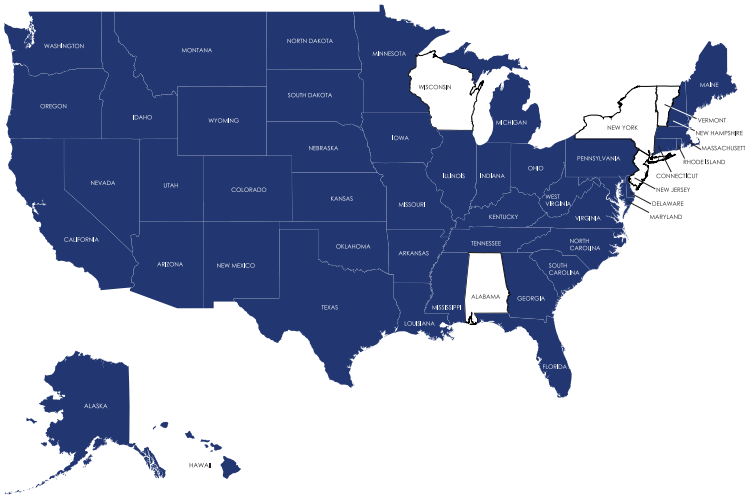 WASHINGTON
MONTANA
NORTH DAKOTA
MINNESOTA
MAINE
WISCONSIN
OREGON
IDAHO
WYOMING
SOUTH DAKOTA
MICHIGAN
NEW YORK
VERMONT
NEW HAMPSHIRE
MASSACHUSETT
RHODE ISLAND
CONNECTICUT
NEW JERSEY
DELAWARE
MARYLAND
IOWA
NEBRASKA
PENNSYLVANIA
NEVADA
UTAH
COLORADO
KANSAS
ILLINOIS
INDIANA
OHIO
MISSOURI
WEST
VIRGINIA
KENTUCKY
VIRGINIA
CALIFORNIA
ARIZONA
NEW MEXICO
OKLAHOMA
ARKANSAS
TENNESSEE
NORTH
CAROLINA
SOUTH
CAROLINA
TEXAS
LOUISIANA
MISSISSIPPI
ALABAMA
GEORGIA
FLORIDA
ALASKA
HAWAII